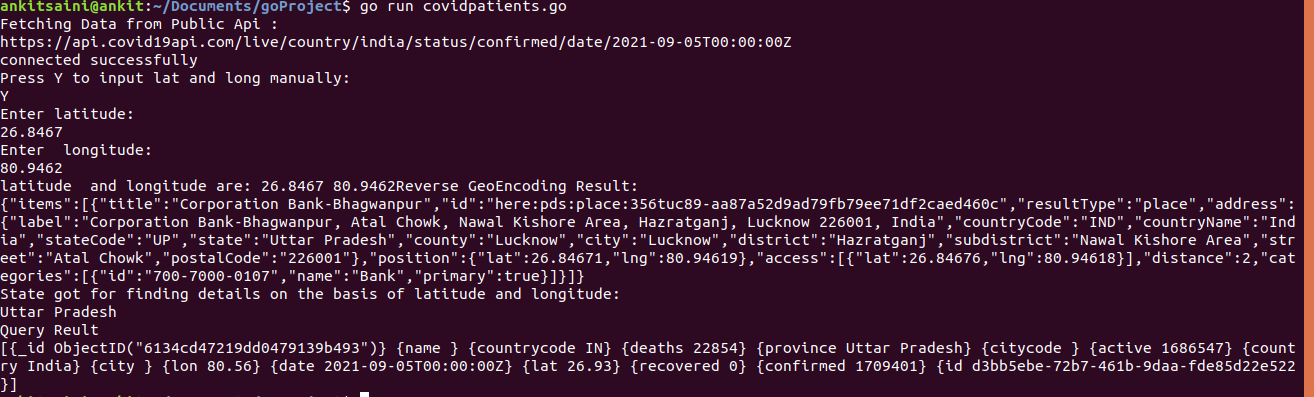 ankitsaini@ankit:~/Documents/goProject$ go run covidpatients.go
Fetching Data from Public Api :
https://api.covid19api.com/live/country/india/status/confirmed/date/2021-09-05T00:00:00Z
connected successfully
Press Y to input lat and long manually:
Y
Enter latitude:
26.8467
Enter  longitude:
80.9462
latitude  and longitude are: 26.8467 80.9462Reverse GeoEncoding Result:
{"items":[{"title":"Corporation Bank-Bhagwanpur","id":"here:pds:place:356tuc89-aa87a52d9ad79fb79ee71df2caed460c","resultType":"place","address":
{"label":"Corporation Bank-Bhagwanpur, Atal Chowk, Nawal Kishore Area, Hazratganj, Lucknow 226001, India","countryCode":"IND","countryName":"Ind
ia","stateCode":"UP","state":"Uttar Pradesh","county":"Lucknow","city":"Lucknow","district":"Hazratganj","subdistrict":"Nawal Kishore Area","str
eet":"Atal Chowk","postalCode":"226001"},"position":{"lat":26.84671,"lng":80.94619},"access":[{"lat":26.84676,"lng":80.94618}],"distance":2,"cat
egories":[{"id":"700-7000-0107","name":"Bank","primary":true}]}]}
State got for finding details on the basis of latitude and longitude:
Uttar Pradesh
Query Reult
[{_id ObjectID("6134cd47219dd0479139b493")} {name } {countrycode IN} {deaths 22854} {province Uttar Pradesh} {citycode } {active 1686547} {count
ry India} {city } {lon 80.56} {date 2021-09-05T00:00:00Z} {lat 26.93} {recovered 0} {confirmed 1709401} {id d3bb5ebe-72b7-461b-9daa-fde85d22e522
}]